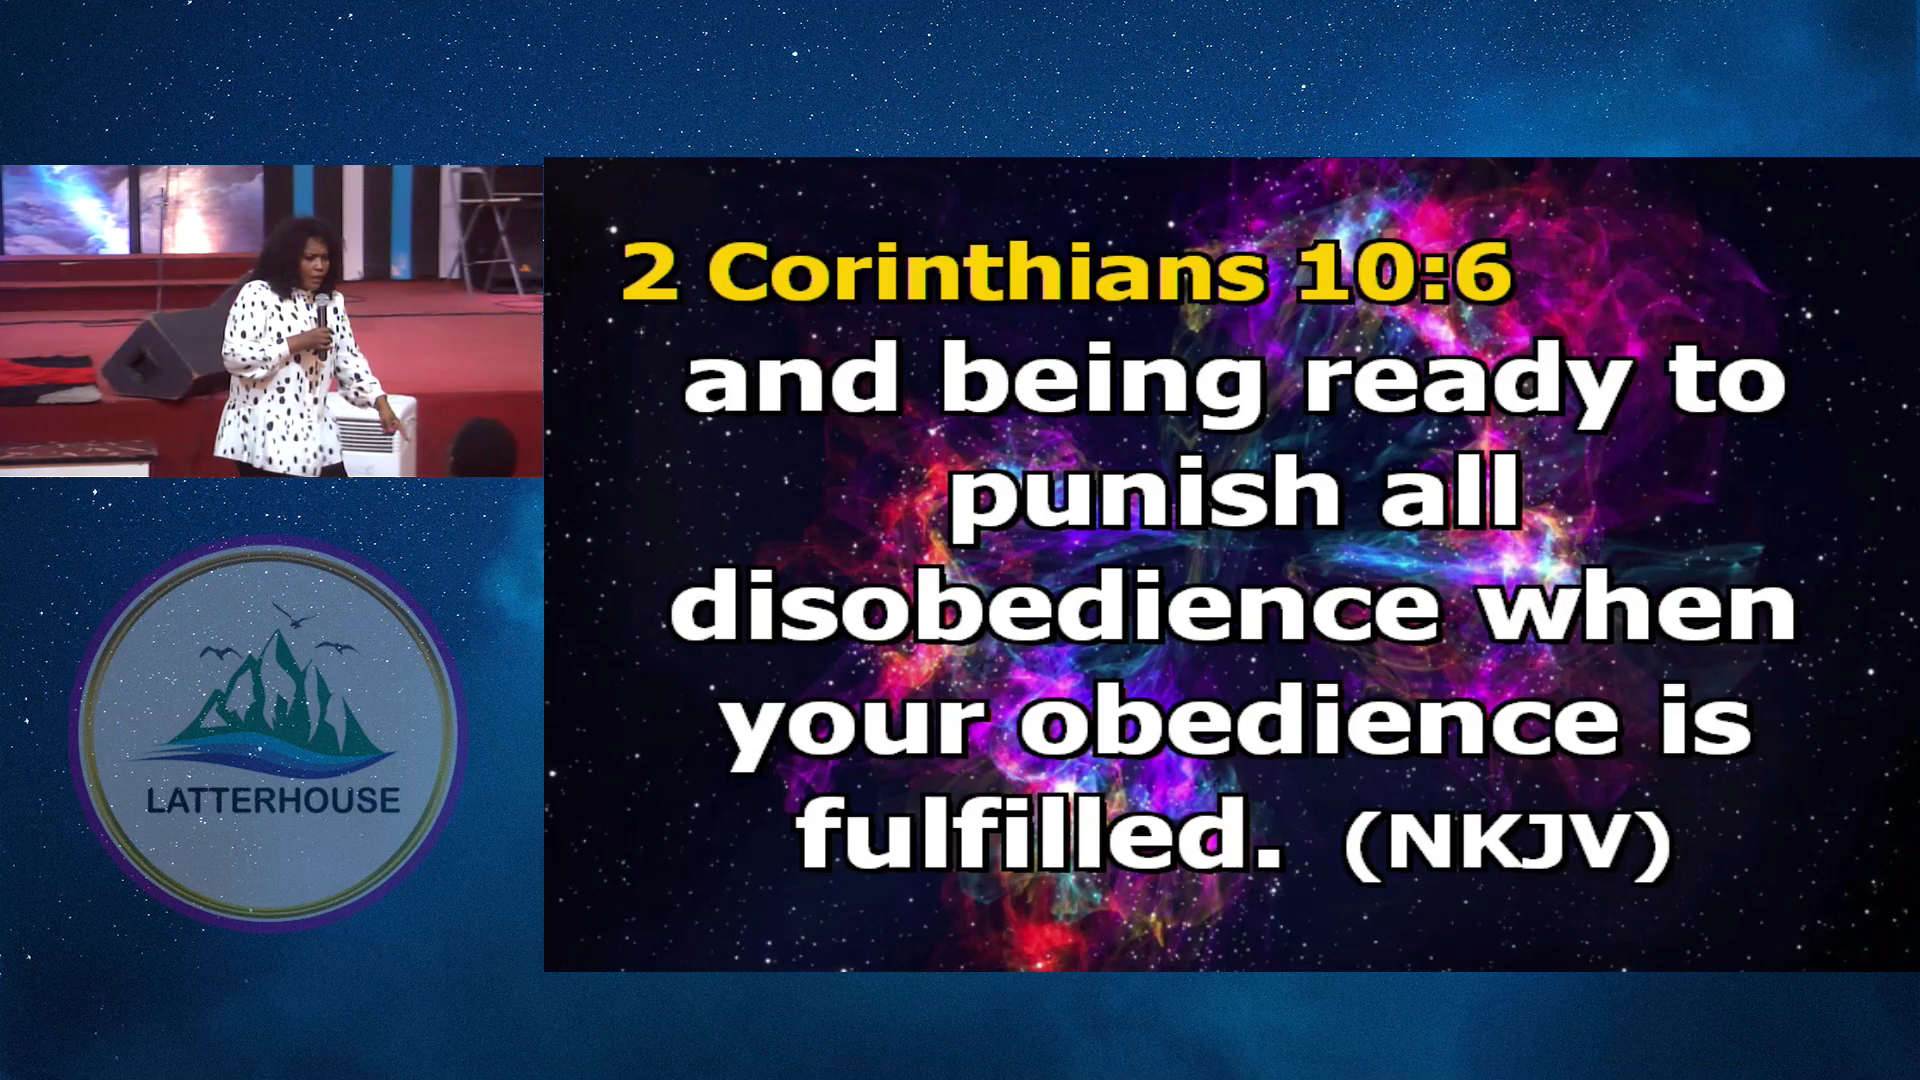 2 Corinthians 10:6
and being ready to
punish all
disobedience when
your obedience is
fulfilled. (NKJV)
LATTERHOUSE